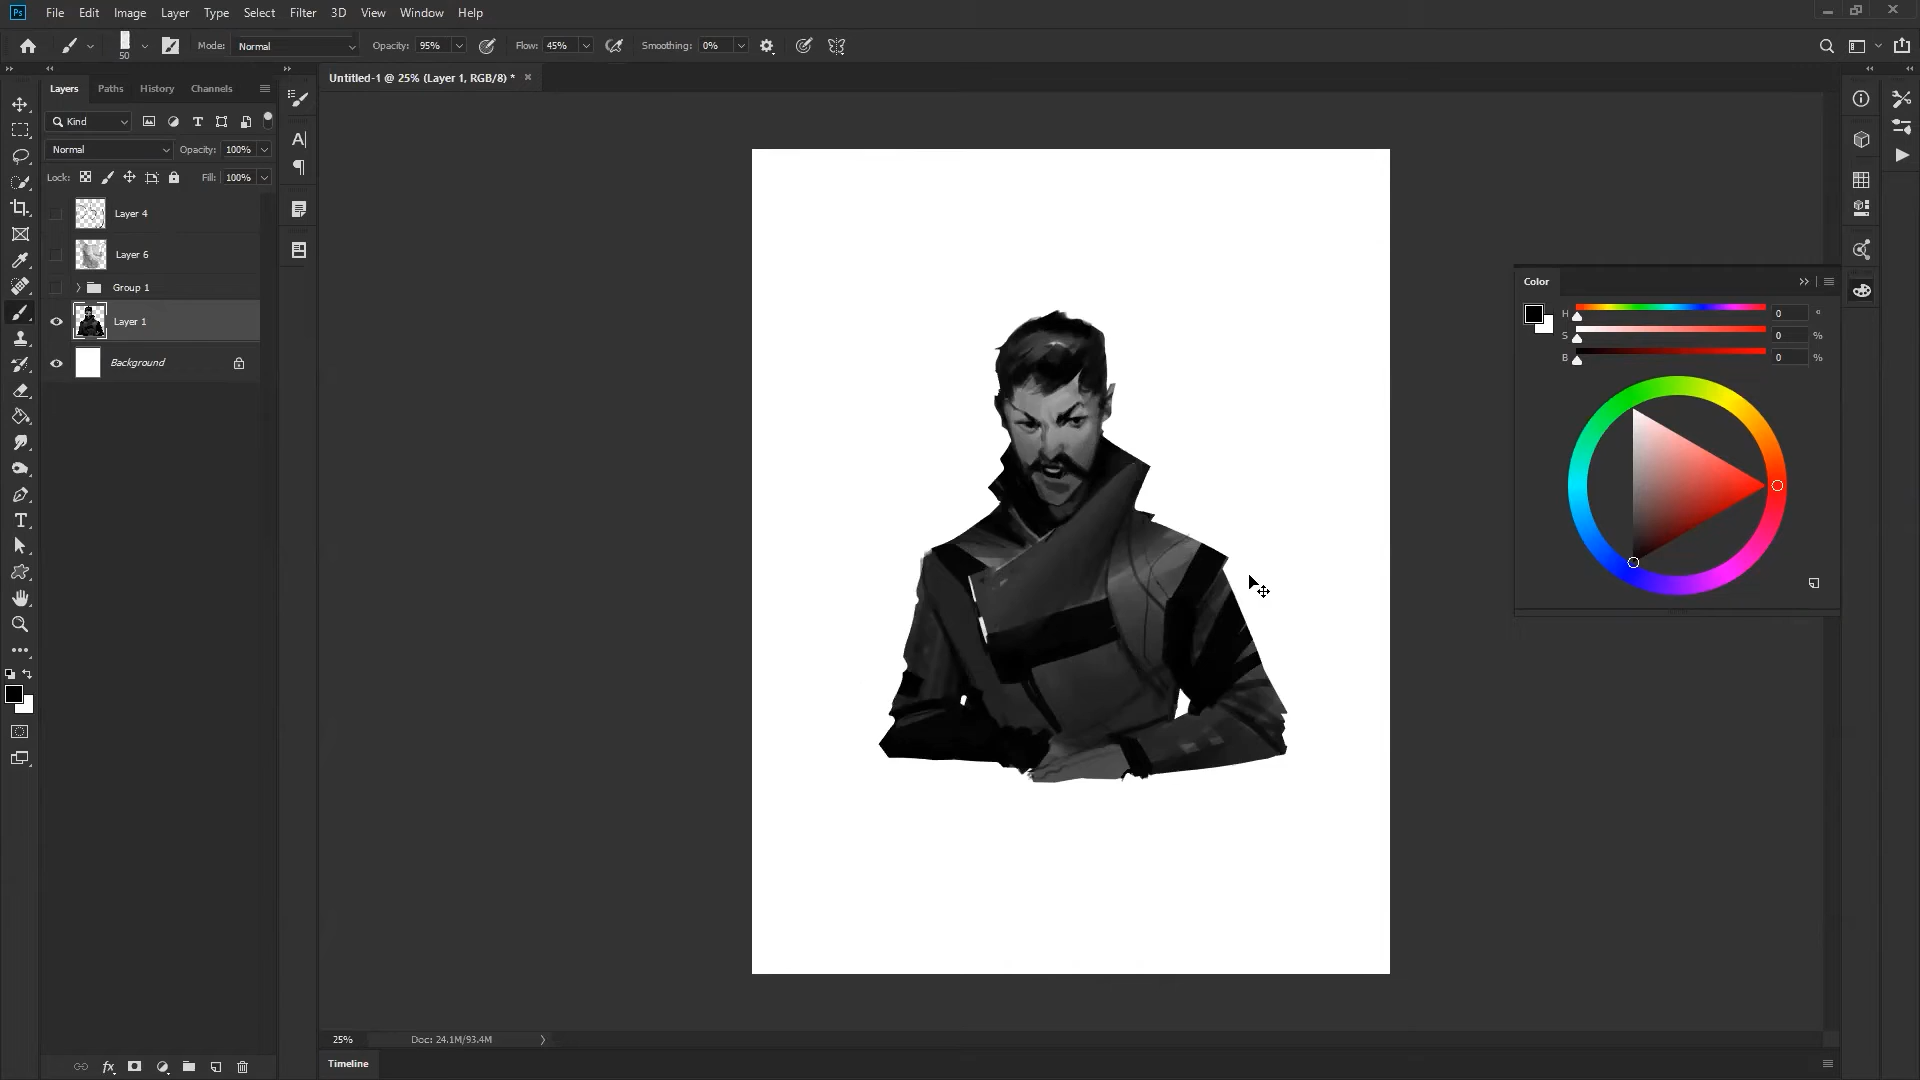 Ps File Edit Image Layer Type Select Filter 3D View Window Help
50 Mode: Normal Opacity: 95% Flow: 45% Smoothing: 0%
Untitled-1 @ 25% (Layer 1, RGB/8) *
Layers Paths History Channels
Kind
Normal Opacity: 100%
Lock: Fill: 100%
Layer 4
Layer 6
Group 1
Layer 1
Background
Color
H 0 °
S 0 %
B 0 %
25% Doc: 24.1M/93.4M
Timeline